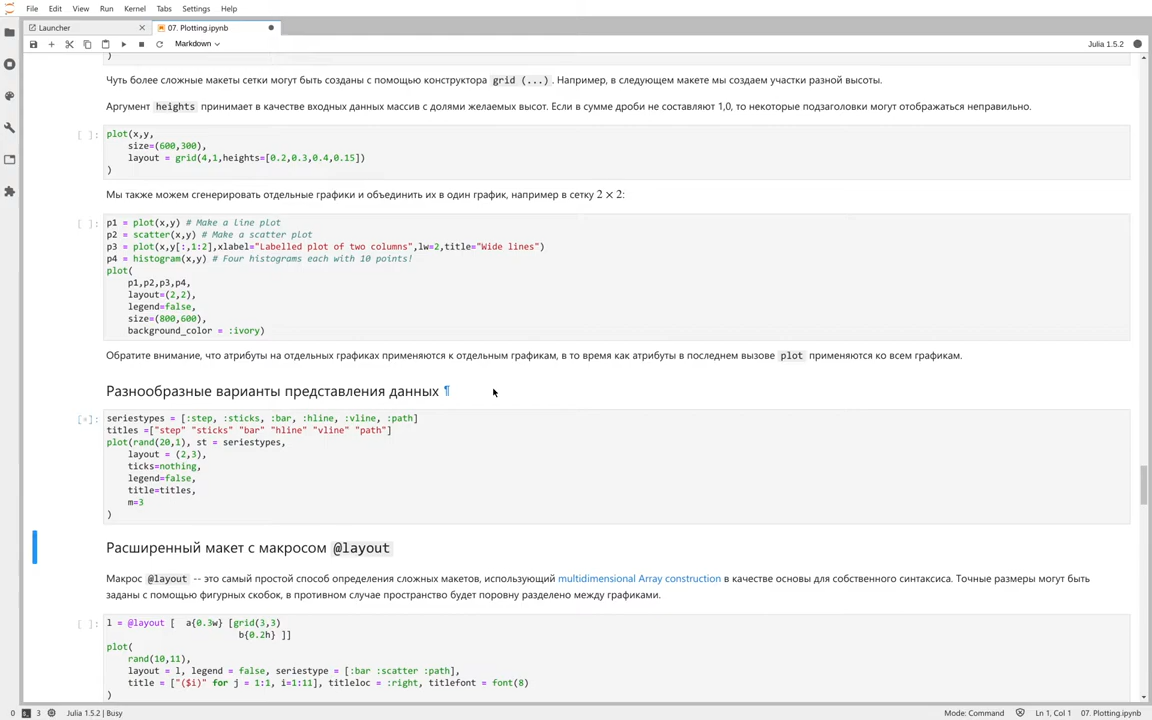 File Edit View Run Kernel Tabs Settings Help
Launcher
07. Plotting.ipynb
Markdown
Julia 1.5.2
)
Чуть более сложные макеты сетки могут быть созданы с помощью конструктора grid (...). Например, в следующем макете мы создаем участки разной высоты.
Аргумент heights принимает в качестве входных данных массив с долями желаемых высот. Если в сумме дроби не составляют 1,0, то некоторые подзаголовки могут отображаться неправильно.
[ ]: plot(x,y,
size=(600,300),
layout = grid(4,1,heights=[0.2,0.3,0.4,0.15])
)
Мы также можем сгенерировать отдельные графики и объединить их в один график, например в сетку 2 × 2:
[ ]: p1 = plot(x,y) # Make a line plot
p2 = scatter(x,y) # Make a scatter plot
p3 = plot(x,y[:,1:2],xlabel="Labelled plot of two columns",lw=2,title="Wide lines")
p4 = histogram(x,y) # Four histograms each with 10 points!
plot(
p1,p2,p3,p4,
layout=(2,2),
legend=false,
size=(800,600),
background_color = :ivory)
Обратите внимание, что атрибуты на отдельных графиках применяются к отдельным графикам, в то время как атрибуты в последнем вызове plot применяются ко всем графикам.
Разнообразные варианты представления данных ¶
[*]: seriestypes = [:step, :sticks, :bar, :hline, :vline, :path]
titles =["step" "sticks" "bar" "hline" "vline" "path"]
plot(rand(20,1), st = seriestypes,
layout = (2,3),
ticks=nothing,
legend=false,
title=titles,
m=3
)
Расширенный макет с макросом @layout
Макрос @layout -- это самый простой способ определения сложных макетов, использующий multidimensional Array construction в качестве основы для собственного синтаксиса. Точные размеры могут быть
заданы с помощью фигурных скобок, в противном случае пространство будет поровну разделено между графиками.
[ ]: l = @layout [ a{0.3w} [grid(3,3)
b{0.2h} ]]
plot(
rand(10,11),
layout = l, legend = false, seriestype = [:bar :scatter :path],
title = ["($i)" for j = 1:1, i=1:11], titleloc = :right, titlefont = font(8)
)
0 3 Julia 1.5.2 | Busy Mode: Command Ln 1, Col 1 07. Plotting.ipynb